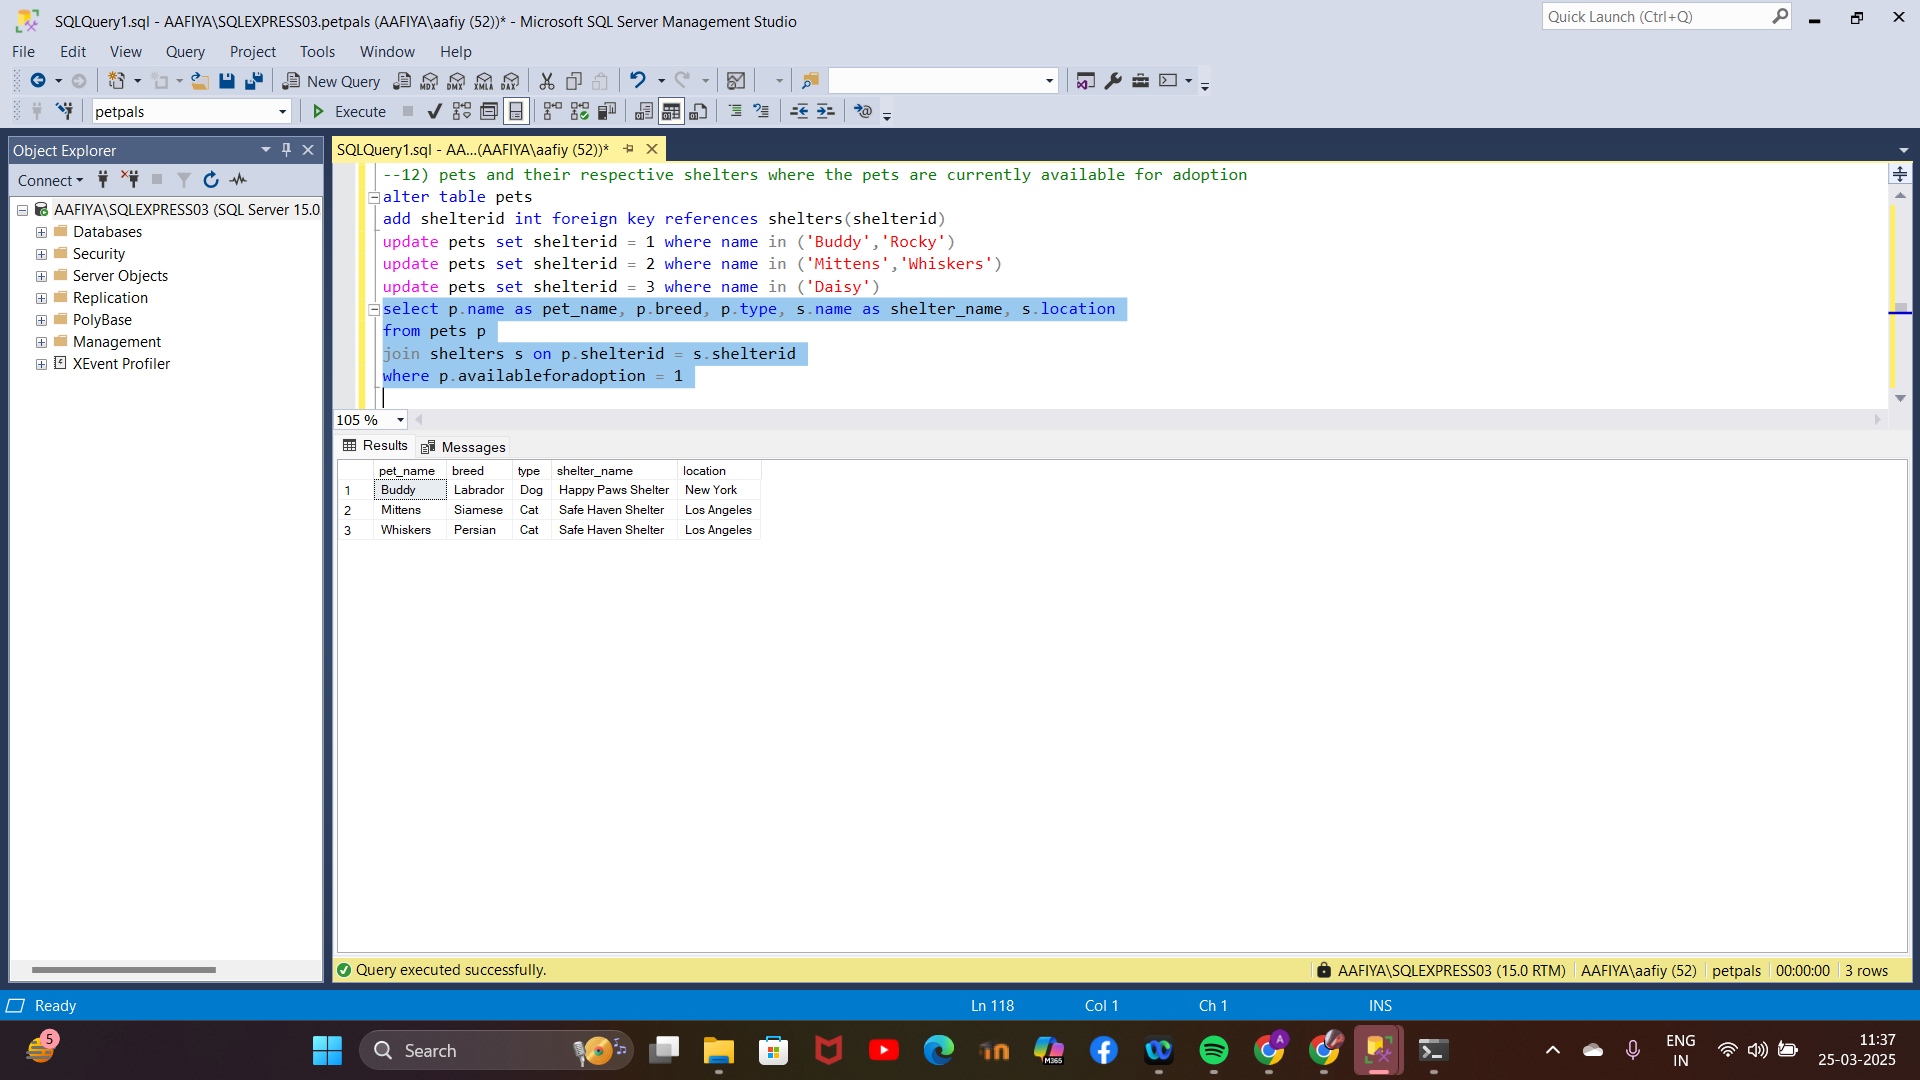 SQLQuery1.sql - AAFIYA\SQLEXPRESS03.petpals (AAFIYA\aafiy (52))* - Microsoft SQL Server Management Studio
Quick Launch (Ctrl+Q)
File Edit View Query Project Tools Window Help
New Query
MDX DMX XMLA DAX
petpals
Execute
Object Explorer
Connect
AAFIYA\SQLEXPRESS03 (SQL Server 15.0
Databases
Security
Server Objects
Replication
PolyBase
Management
XEvent Profiler
SQLQuery1.sql - AA...(AAFIYA\aafiy (52))*
--12) pets and their respective shelters where the pets are currently available for adoption
alter table pets
add shelterid int foreign key references shelters(shelterid)
update pets set shelterid = 1 where name in ('Buddy','Rocky')
update pets set shelterid = 2 where name in ('Mittens','Whiskers')
update pets set shelterid = 3 where name in ('Daisy')
select p.name as pet_name, p.breed, p.type, s.name as shelter_name, s.location
from pets p
join shelters s on p.shelterid = s.shelterid
where p.availableforadoption = 1
105 %
Results Messages
pet_name breed type shelter_name location
1 Buddy Labrador Dog Happy Paws Shelter New York
2 Mittens Siamese Cat Safe Haven Shelter Los Angeles
3 Whiskers Persian Cat Safe Haven Shelter Los Angeles
Query executed successfully.
AAFIYA\SQLEXPRESS03 (15.0 RTM) AAFIYA\aafiy (52) petpals 00:00:00 3 rows
Ready
Ln 118 Col 1 Ch 1 INS
5
Search
M365
A
ENG
IN
11:37
25-03-2025